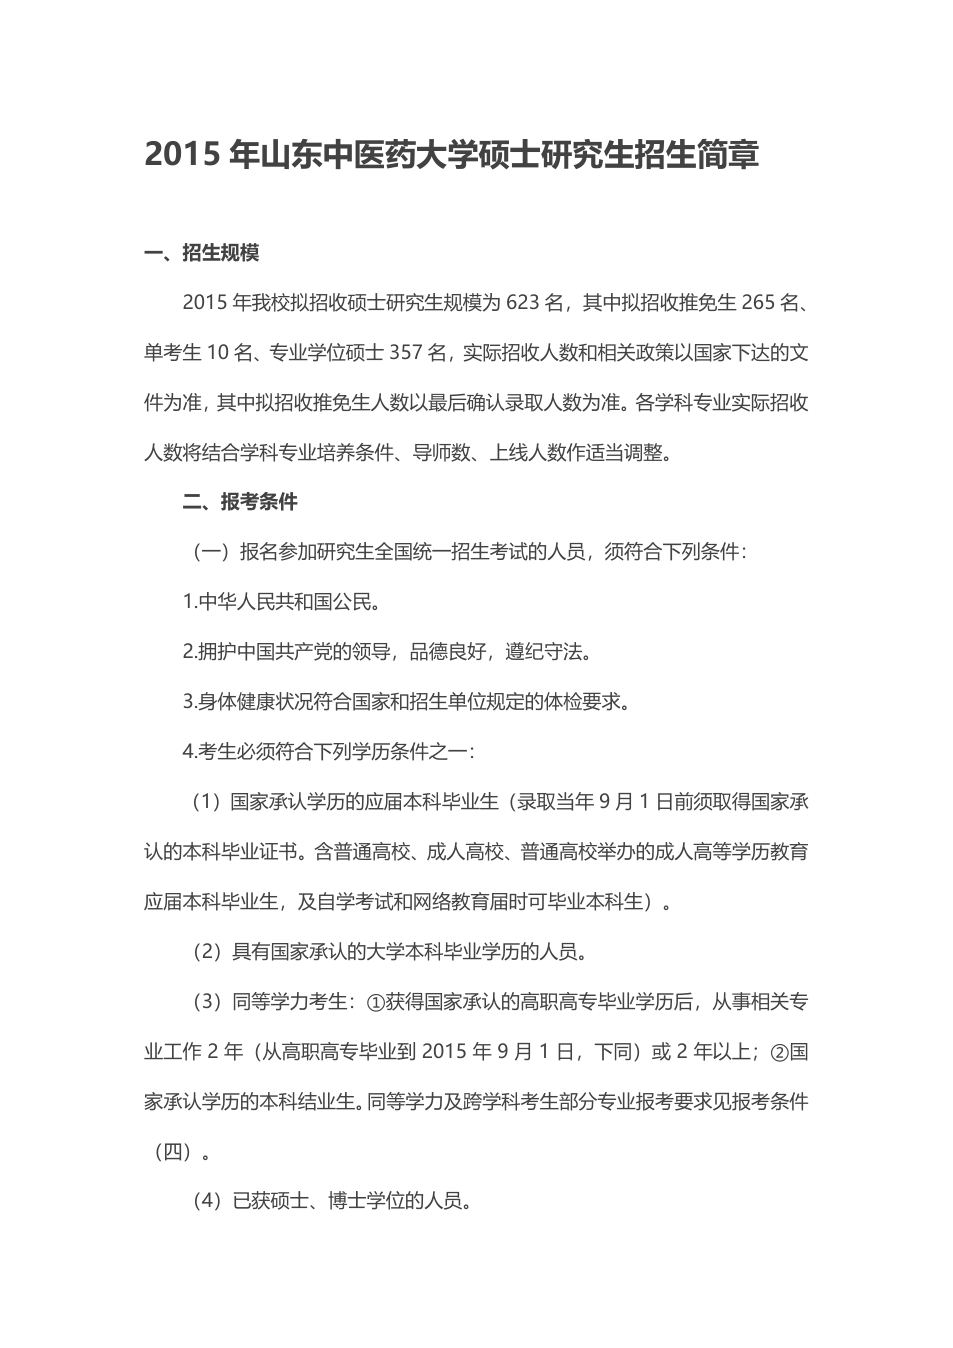 2015 年山东中医药大学硕士研究生招生简章
一、招生规模
2015 年我校拟招收硕士研究生规模为 623 名，其中拟招收推免生 265 名、
单考生 10 名、专业学位硕士 357 名，实际招收人数和相关政策以国家下达的文
件为准，其中拟招收推免生人数以最后确认录取人数为准。各学科专业实际招收
人数将结合学科专业培养条件、导师数、上线人数作适当调整。
二、报考条件
（一）报名参加研究生全国统一招生考试的人员，须符合下列条件：
1.中华人民共和国公民。
2.拥护中国共产党的领导，品德良好，遵纪守法。
3.身体健康状况符合国家和招生单位规定的体检要求。
4.考生必须符合下列学历条件之一：
（1）国家承认学历的应届本科毕业生（录取当年 9 月 1 日前须取得国家承
认的本科毕业证书。含普通高校、成人高校、普通高校举办的成人高等学历教育
应届本科毕业生，及自学考试和网络教育届时可毕业本科生）。
（2）具有国家承认的大学本科毕业学历的人员。
（3）同等学力考生：①获得国家承认的高职高专毕业学历后，从事相关专
业工作 2 年（从高职高专毕业到 2015 年 9 月 1 日，下同）或 2 年以上；②国
家承认学历的本科结业生。同等学力及跨学科考生部分专业报考要求见报考条件
（四）。
（4）已获硕士、博士学位的人员。